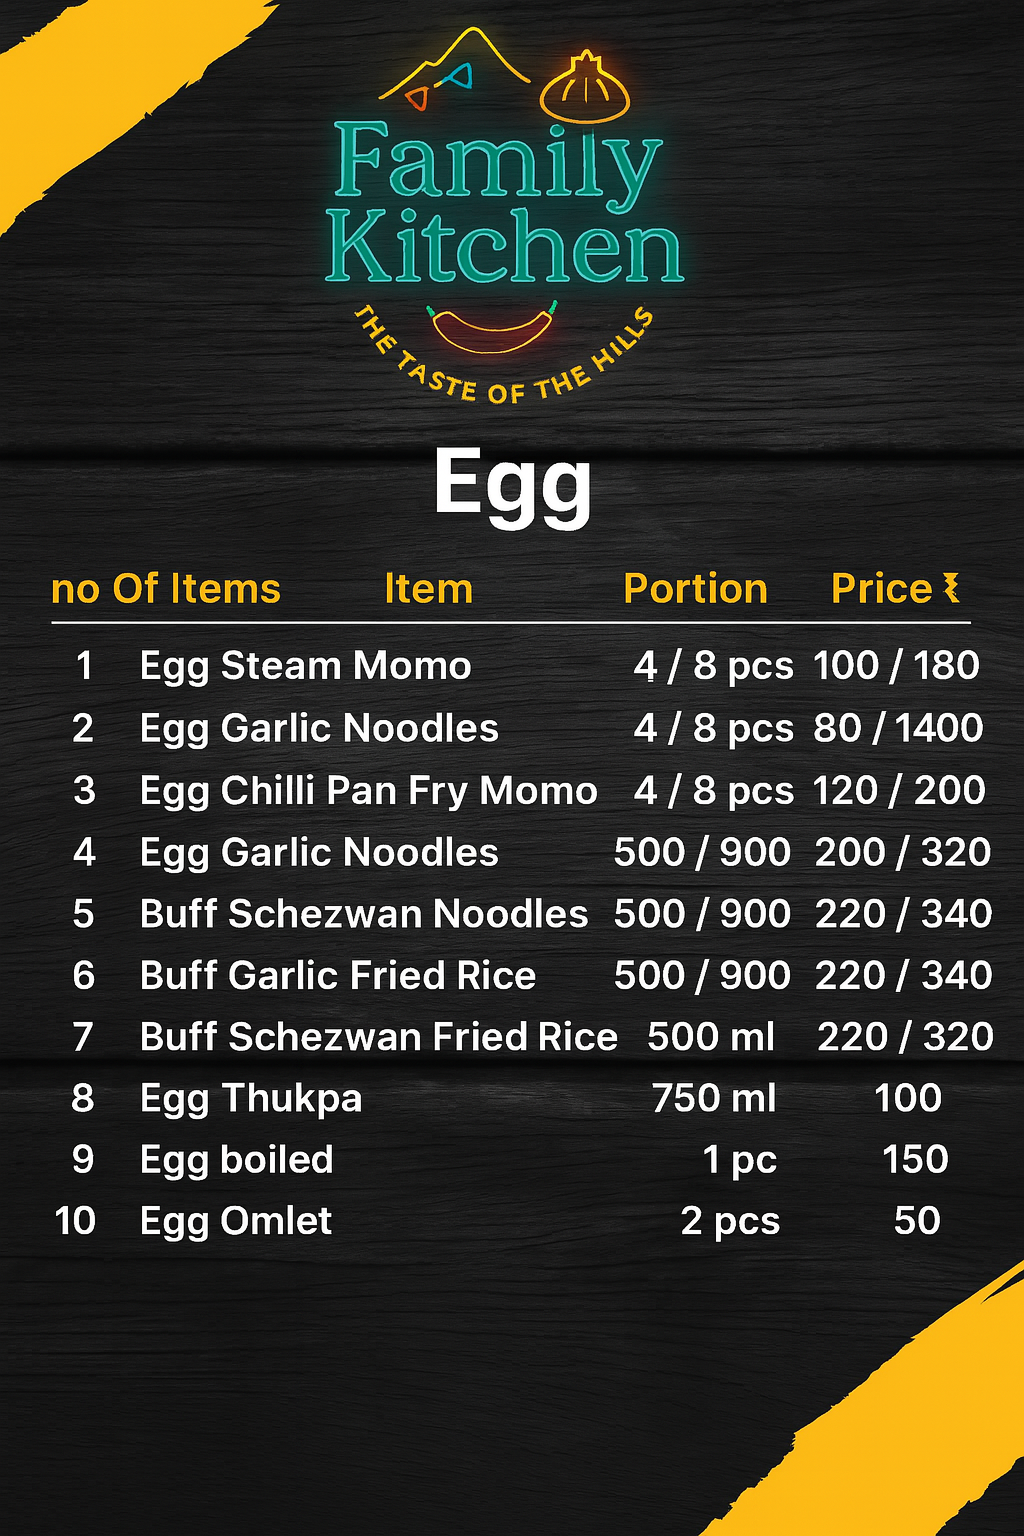 Family
Kitchen
THE TASTE OF THE HILLS
Egg
no Of Items Item Portion Price ₹
1 Egg Steam Momo 4 / 8 pcs 100 / 180
2 Egg Garlic Noodles 4 / 8 pcs 80 / 1400
3 Egg Chilli Pan Fry Momo 4 / 8 pcs 120 / 200
4 Egg Garlic Noodles 500 / 900 200 / 320
5 Buff Schezwan Noodles 500 / 900 220 / 340
6 Buff Garlic Fried Rice 500 / 900 220 / 340
7 Buff Schezwan Fried Rice 500 ml 220 / 320
8 Egg Thukpa 750 ml 100
9 Egg boiled 1 pc 150
10 Egg Omlet 2 pcs 50